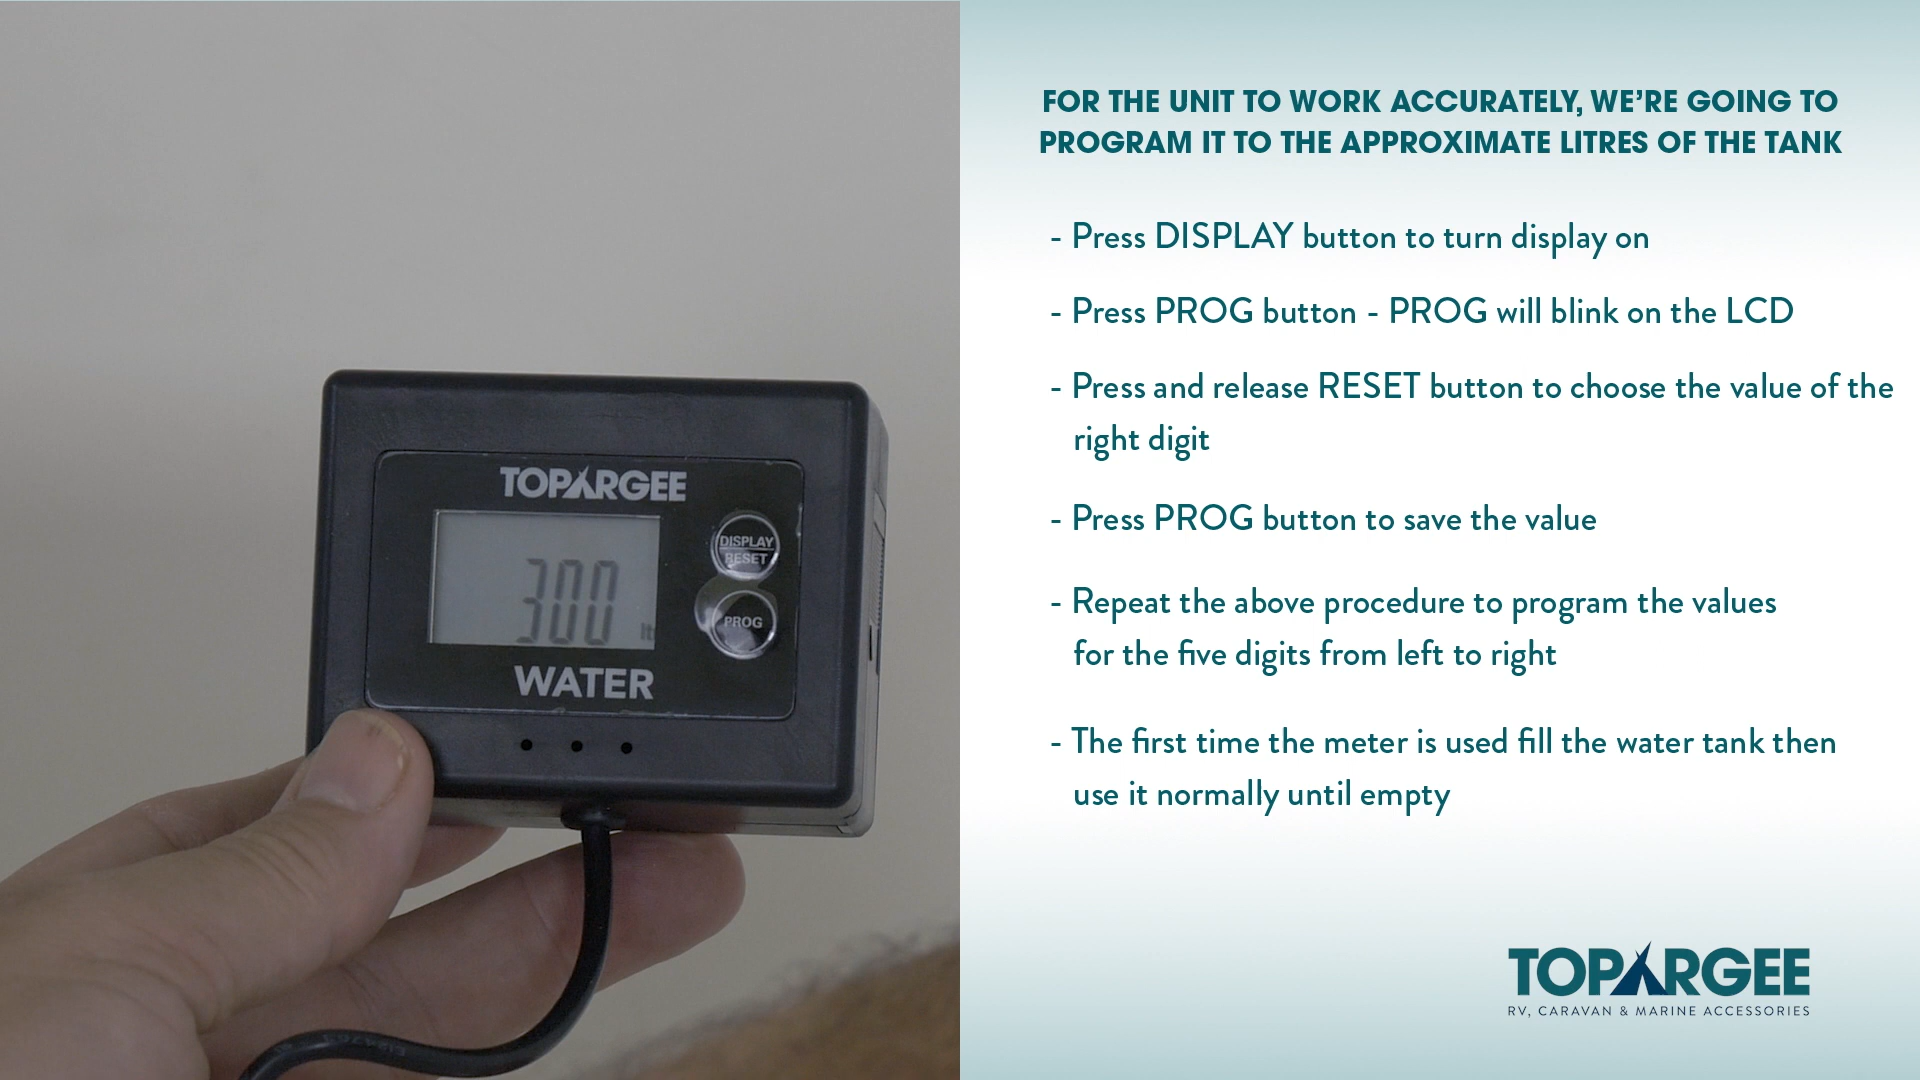 TOPARGEE
300
lt
DISPLAY
RESET
PROG
WATER
FOR THE UNIT TO WORK ACCURATELY, WE'RE GOING TO
PROGRAM IT TO THE APPROXIMATE LITRES OF THE TANK
- Press DISPLAY button to turn display on
- Press PROG button - PROG will blink on the LCD
- Press and release RESET button to choose the value of the
right digit
- Press PROG button to save the value
- Repeat the above procedure to program the values
for the five digits from left to right
- The first time the meter is used fill the water tank then
use it normally until empty
TOPARGEE
RV, CARAVAN & MARINE ACCESSORIES